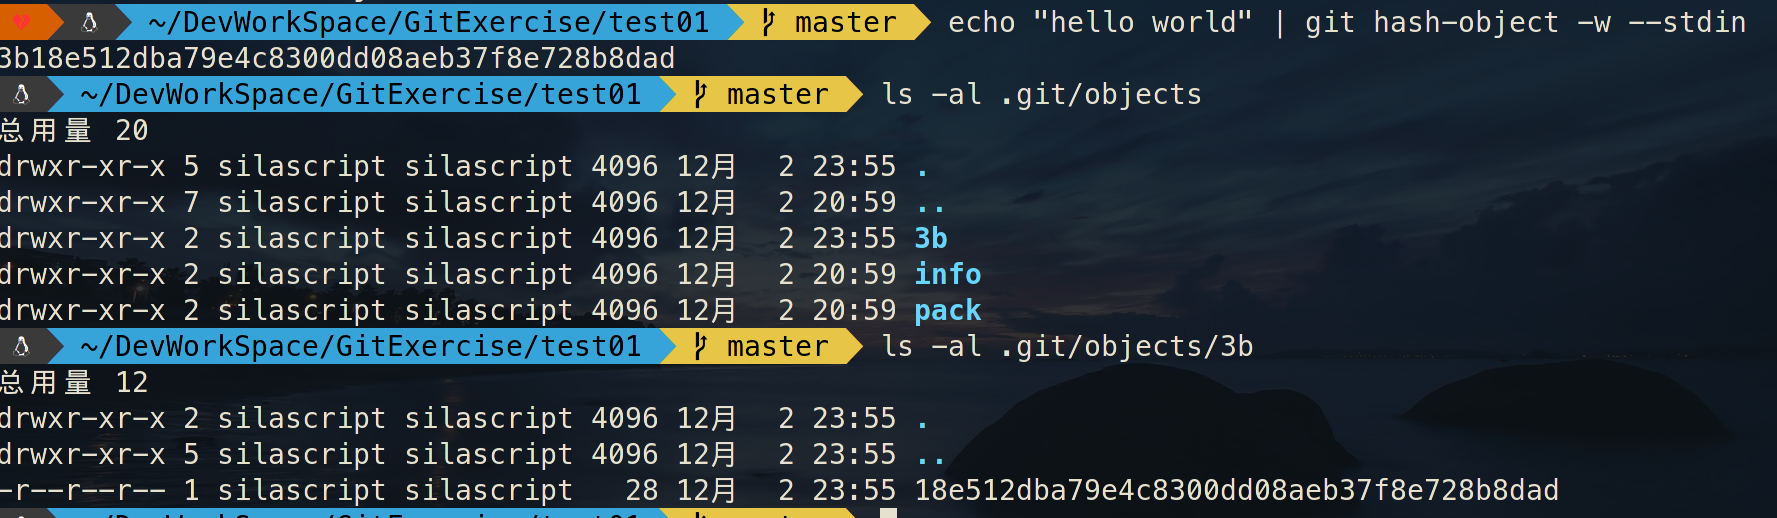 ~/DevWorkSpace/GitExercise/test01 master echo "hello world" | git hash-object -w --stdin
3b18e512dba79e4c8300dd08aeb37f8e728b8dad
~/DevWorkSpace/GitExercise/test01 master ls -al .git/objects
总用量 20
drwxr-xr-x 5 silascript silascript 4096 12月  2 23:55 .
drwxr-xr-x 7 silascript silascript 4096 12月  2 20:59 ..
drwxr-xr-x 2 silascript silascript 4096 12月  2 23:55 3b
drwxr-xr-x 2 silascript silascript 4096 12月  2 20:59 info
drwxr-xr-x 2 silascript silascript 4096 12月  2 20:59 pack
~/DevWorkSpace/GitExercise/test01 master ls -al .git/objects/3b
总用量 12
drwxr-xr-x 2 silascript silascript 4096 12月  2 23:55 .
drwxr-xr-x 5 silascript silascript 4096 12月  2 23:55 ..
-r--r--r-- 1 silascript silascript   28 12月  2 23:55 18e512dba79e4c8300dd08aeb37f8e728b8dad
~/DevWorkSpace/GitExercise/test01 master